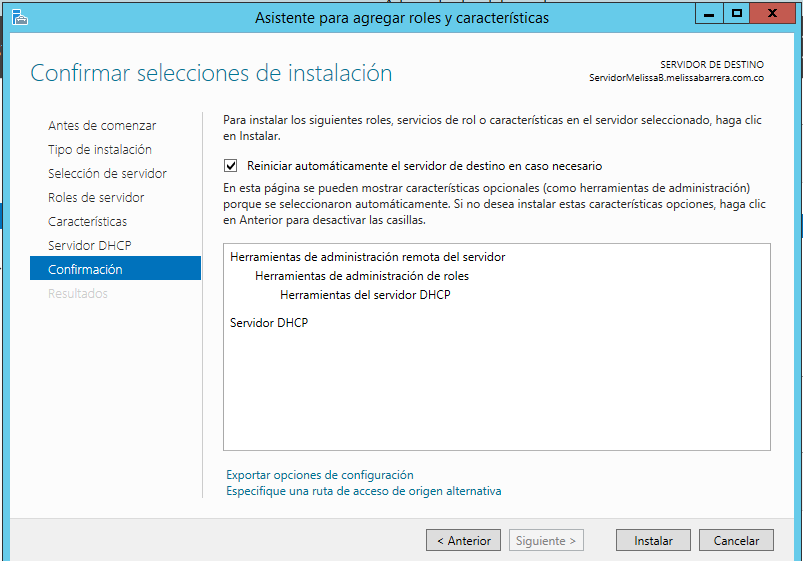 Asistente para agregar roles y características
Confirmar selecciones de instalación
SERVIDOR DE DESTINO
ServidorMelissaB.melissabarrera.com.co
Antes de comenzar
Tipo de instalación
Selección de servidor
Roles de servidor
Características
Servidor DHCP
Confirmación
Resultados
Para instalar los siguientes roles, servicios de rol o características en el servidor seleccionado, haga clic
en Instalar.
Reiniciar automáticamente el servidor de destino en caso necesario
En esta página se pueden mostrar características opcionales (como herramientas de administración)
porque se seleccionaron automáticamente. Si no desea instalar estas características opciones, haga clic
en Anterior para desactivar las casillas.
Herramientas de administración remota del servidor
Herramientas de administración de roles
Herramientas del servidor DHCP
Servidor DHCP
Exportar opciones de configuración
Especifique una ruta de acceso de origen alternativa
< Anterior
Siguiente >
Instalar
Cancelar